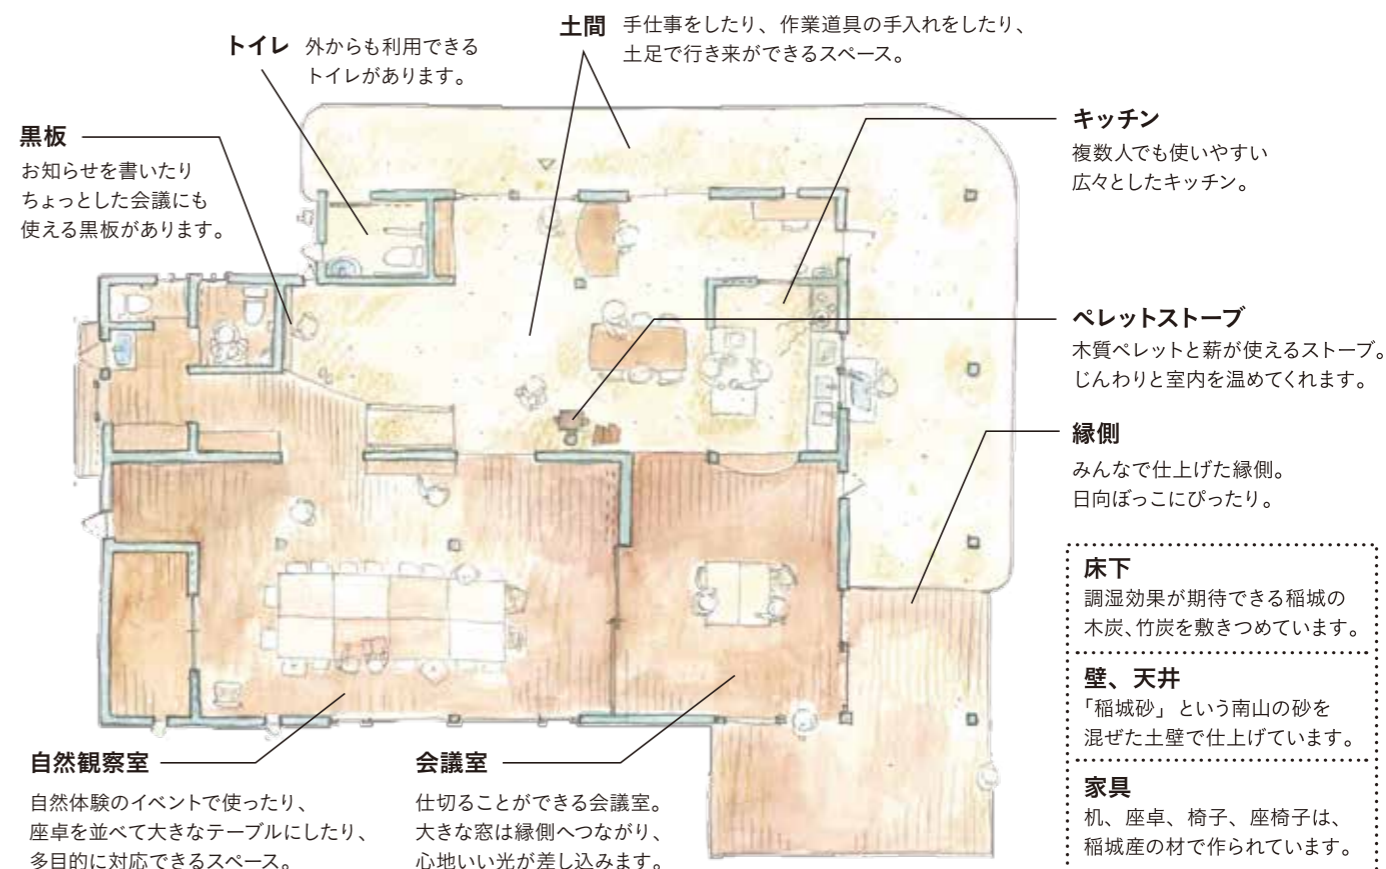 土間 手仕事をしたり、作業道具の手入れをしたり、
土足で行き来ができるスペース。
トイレ 外からも利用できる
トイレがあります。
黒板
お知らせを書いたり
ちょっとした会議にも
使える黒板があります。
キッチン
複数人でも使いやすい
広々としたキッチン。
ペレットストーブ
木質ペレットと薪が使えるストーブ。
じんわりと室内を温めてくれます。
縁側
みんなで仕上げた縁側。
日向ぼっこにぴったり。
床下
調湿効果が期待できる稲城の
木炭、竹炭を敷きつめています。
壁、天井
「稲城砂」という南山の砂を
混ぜた土壁で仕上げています。
家具
机、座卓、椅子、座椅子は、
稲城産の材で作られています。
自然観察室
自然体験のイベントで使ったり、
座卓を並べて大きなテーブルにしたり、
多目的に対応できるスペース。
会議室
仕切ることができる会議室。
大きな窓は縁側へつながり、
心地いい光が差し込みます。